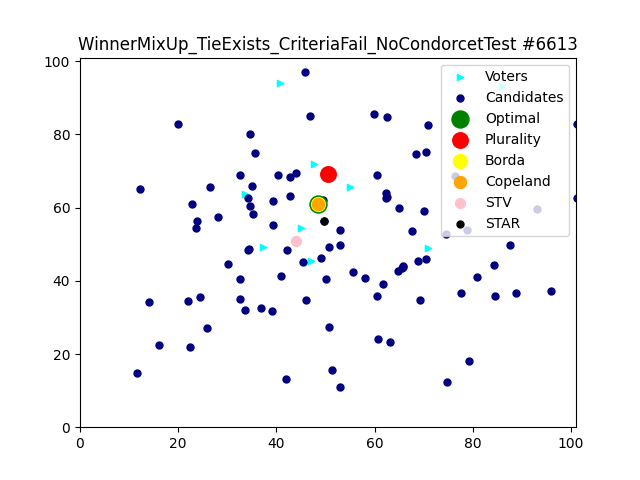 WinnerMixUp_TieExists_CriteriaFail_NoCondorcetTest #6613
100
80
60
40
20
0
0 20 40 60 80 100
Voters
Candidates
Optimal
Plurality
Borda
Copeland
STV
STAR